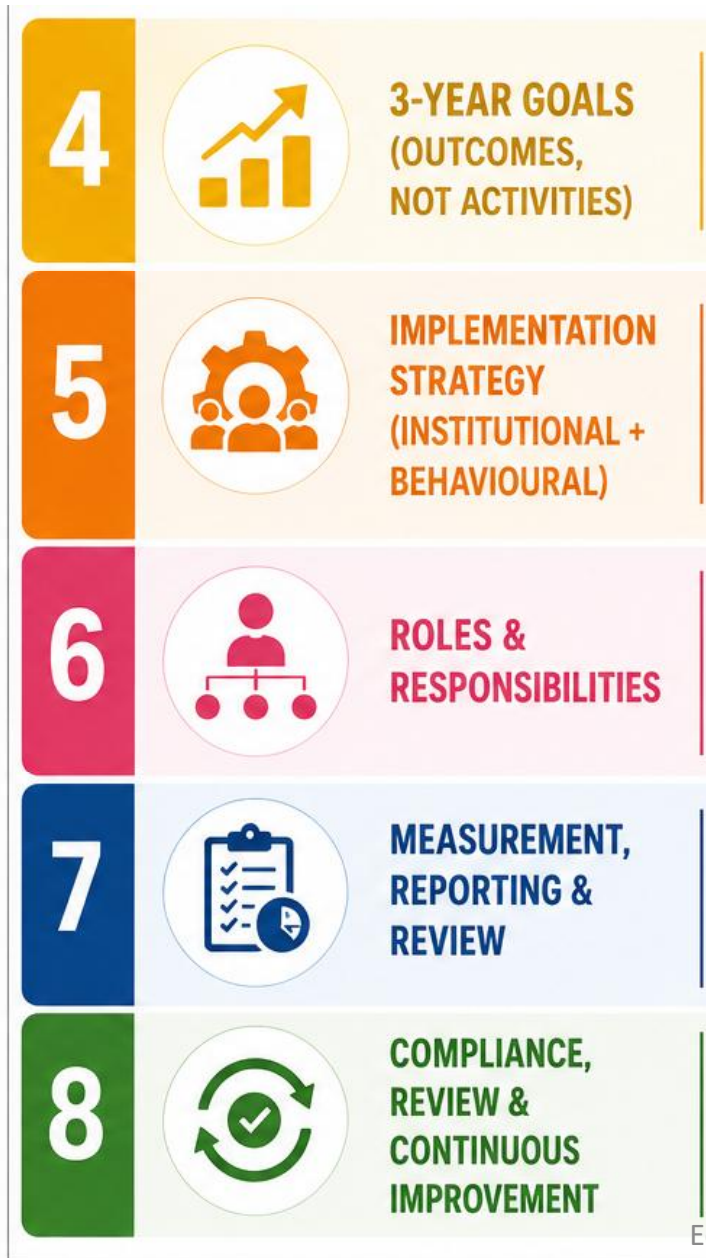 4
3-YEAR GOALS
(OUTCOMES,
NOT ACTIVITIES)
5
IMPLEMENTATION
STRATEGY
(INSTITUTIONAL +
BEHAVIOURAL)
6
ROLES &
RESPONSIBILITIES
7
MEASUREMENT,
REPORTING &
REVIEW
8
COMPLIANCE,
REVIEW &
CONTINUOUS
IMPROVEMENT
E